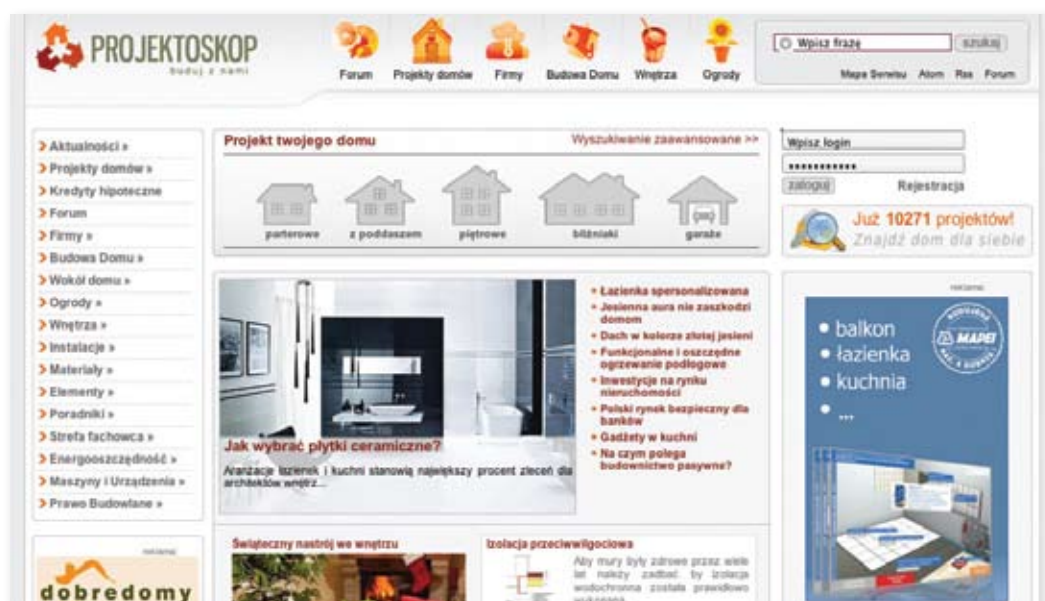 PROJEKTOSKOP
buduj z nami
Forum
Projekty domów
Firmy
Budowa Domu
Wnętrza
Ogrody
Wpisz frazę
szukaj
Mapa Serwisu Atom Rss Forum
Aktualności »
Projekty domów »
Kredyty hipoteczne
Forum
Firmy »
Budowa Domu »
Wokół domu »
Ogrody »
Wnętrza »
Instalacje »
Materiały »
Elementy »
Poradniki »
Strefa fachowca »
Energooszczędność »
Maszyny i Urządzenia »
Prawo Budowlane »
reklama:
dobredomy
Projekt twojego domu
Wyszukiwanie zaawansowane >>
parterowe
z poddaszem
piętrowe
bliźniaki
garaże
Jak wybrać płytki ceramiczne?
Aranżacje łazienek i kuchni stanowią największy procent zleceń dla
architektów wnętrz...
• Łazienka spersonalizowana
• Jesienna aura nie zaszkodzi
domom
• Dach w kolorze złotej jesieni
• Funkcjonalne i oszczędne
ogrzewanie podłogowe
• Inwestycje na rynku
nieruchomości
• Polski rynek bezpieczny dla
banków
• Gadżety w kuchni
• Na czym polega
budownictwo pasywne?
Świąteczny nastrój we wnętrzu
Izolacja przeciwwilgociowa
Aby mury były zdrowe przez wiele
lat należy zadbać, by izolacja
wodochronna została prawidłowo
wykonana
Wpisz login
•••••••••••
zaloguj
Rejestracja
Już 10271 projektów!
Znajdź dom dla siebie
reklama:
• balkon
• łazienka
• kuchnia
• ...
MAPEI